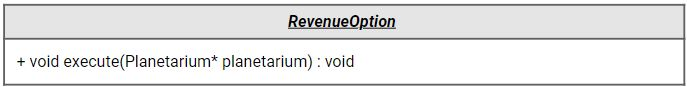 RevenueOption
+ void execute(Planetarium* planetarium) : void